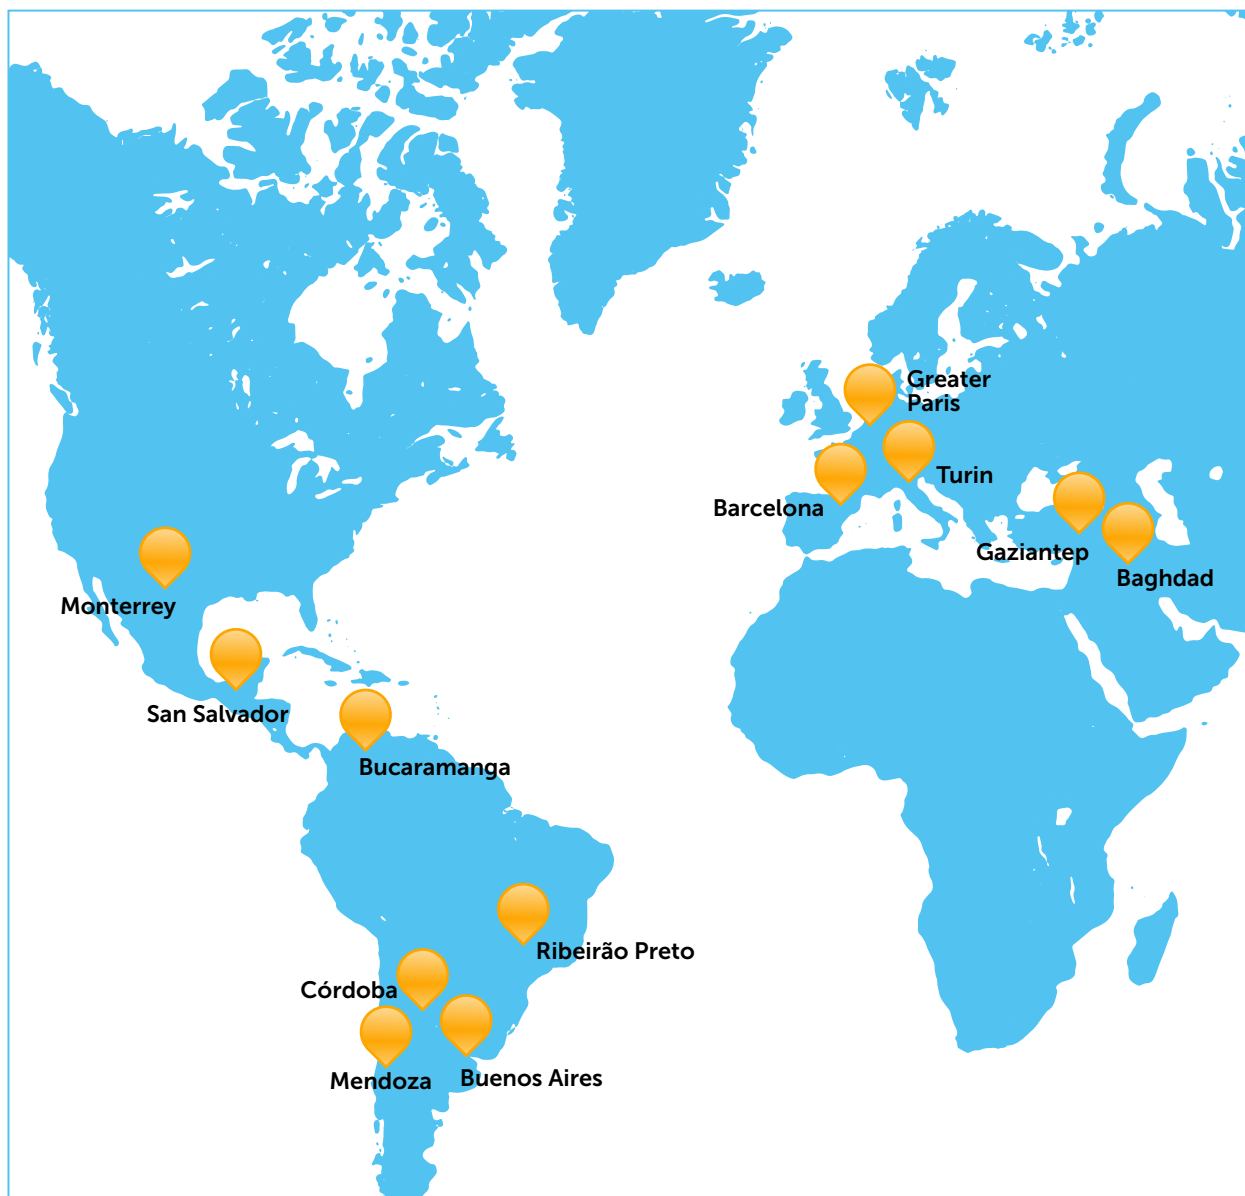 Greater
Paris
Turin
Barcelona
Gaziantep
Baghdad
Monterrey
San Salvador
Bucaramanga
Ribeirão Preto
Córdoba
Mendoza
Buenos Aires